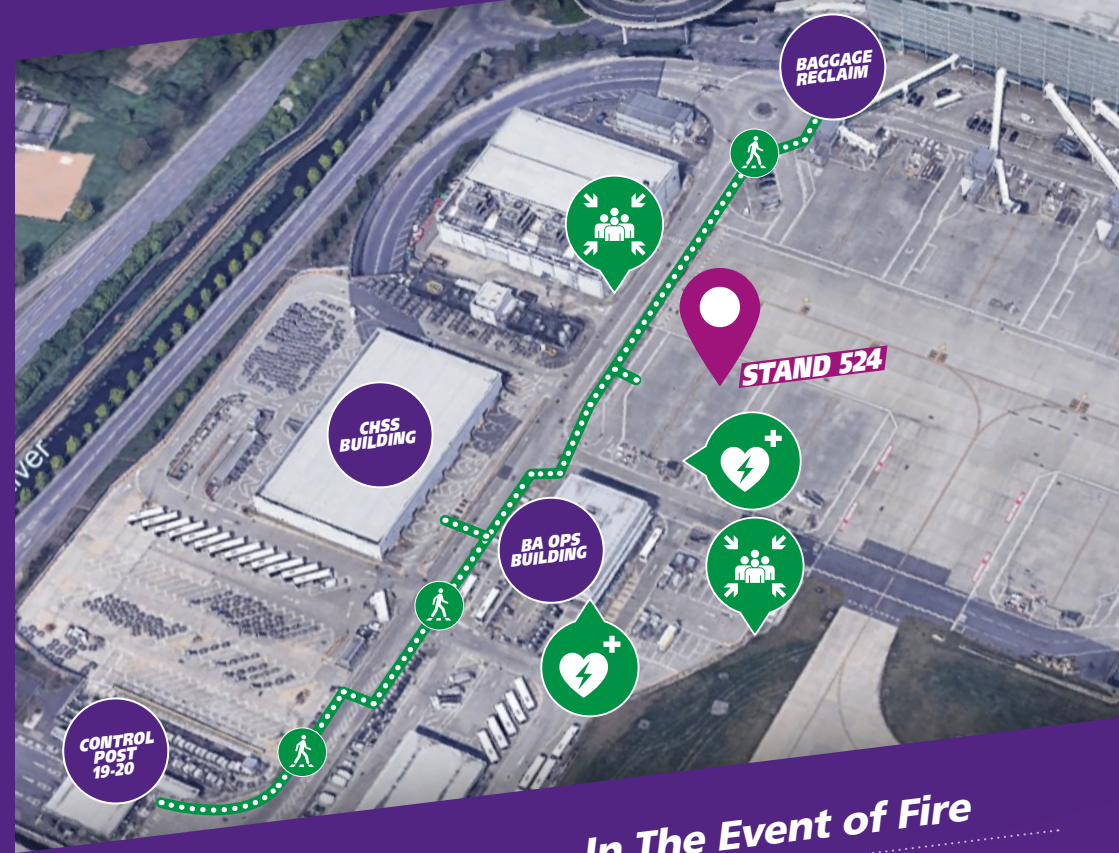 BAGGAGE
RECLAIM
STAND 524
CHSS
BUILDING
BA OPS
BUILDING
CONTROL
POST
19-20
In The Event of Fire